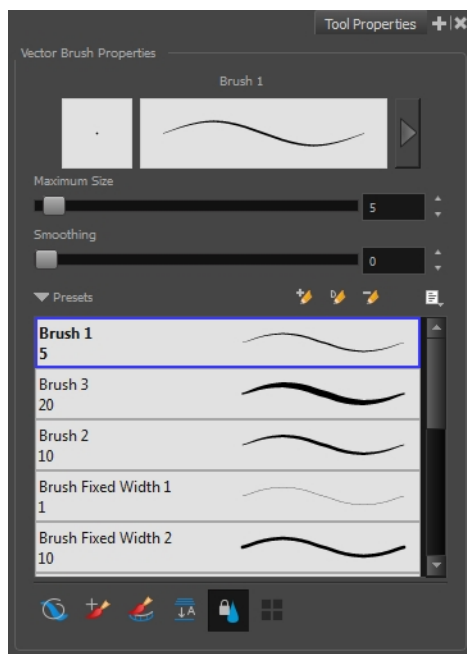 Tool Properties
Vector Brush Properties
Brush 1
Maximum Size
5
Smoothing
0
Presets
Brush 1
5
Brush 3
20
Brush 2
10
Brush Fixed Width 1
1
Brush Fixed Width 2
10